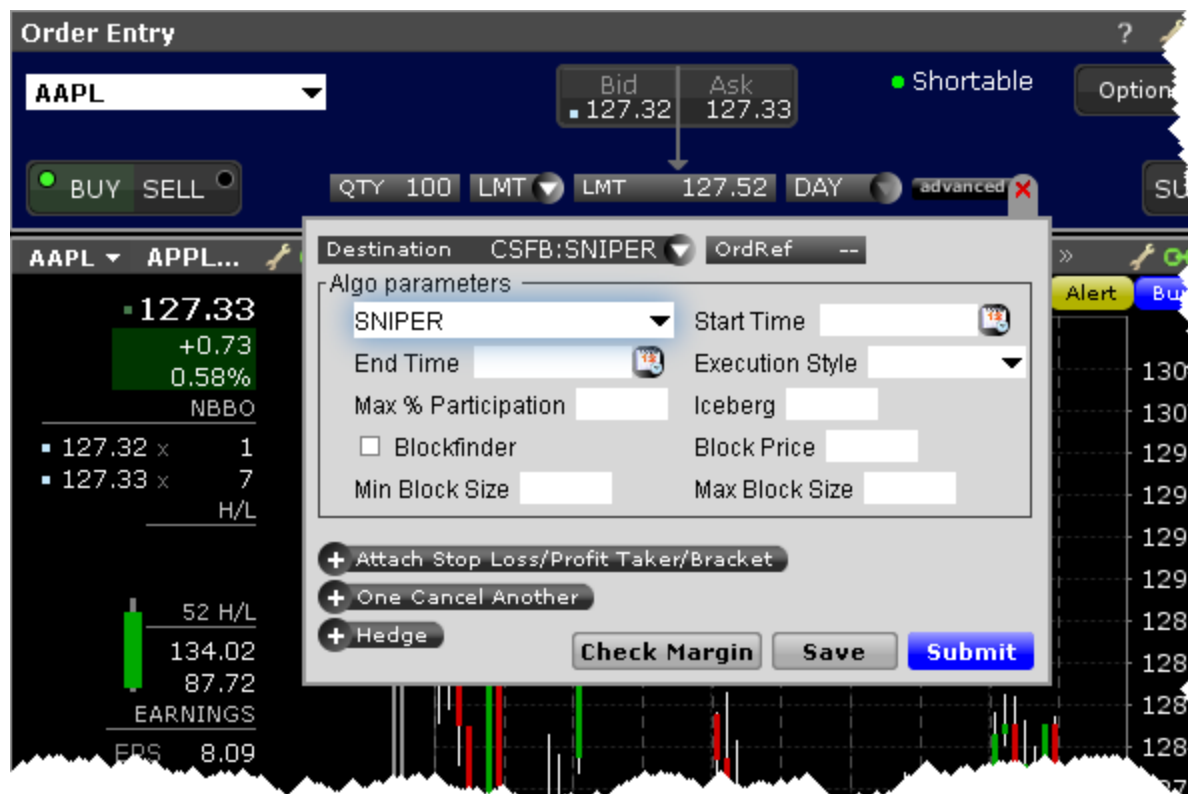 Order Entry ?
AAPL
Bid Ask
127.32 127.33
Shortable
Option
BUY SELL
QTY 100 LMT LMT 127.52 DAY advanced
SU
AAPL APPL... »
Destination CSFB:SNIPER OrdRef --
Algo parameters
SNIPER Start Time
End Time Execution Style
Max % Participation Iceberg
Blockfinder Block Price
Min Block Size Max Block Size
Attach Stop Loss/Profit Taker/Bracket
One Cancel Another
Hedge
Check Margin Save Submit
127.33
+0.73
0.58%
NBBO
127.32 x 1
127.33 x 7
H/L
52 H/L
134.02
87.72
EARNINGS
EPS 8.09
Alert Bu
130
130
129
129
129
129
128
128
128
128